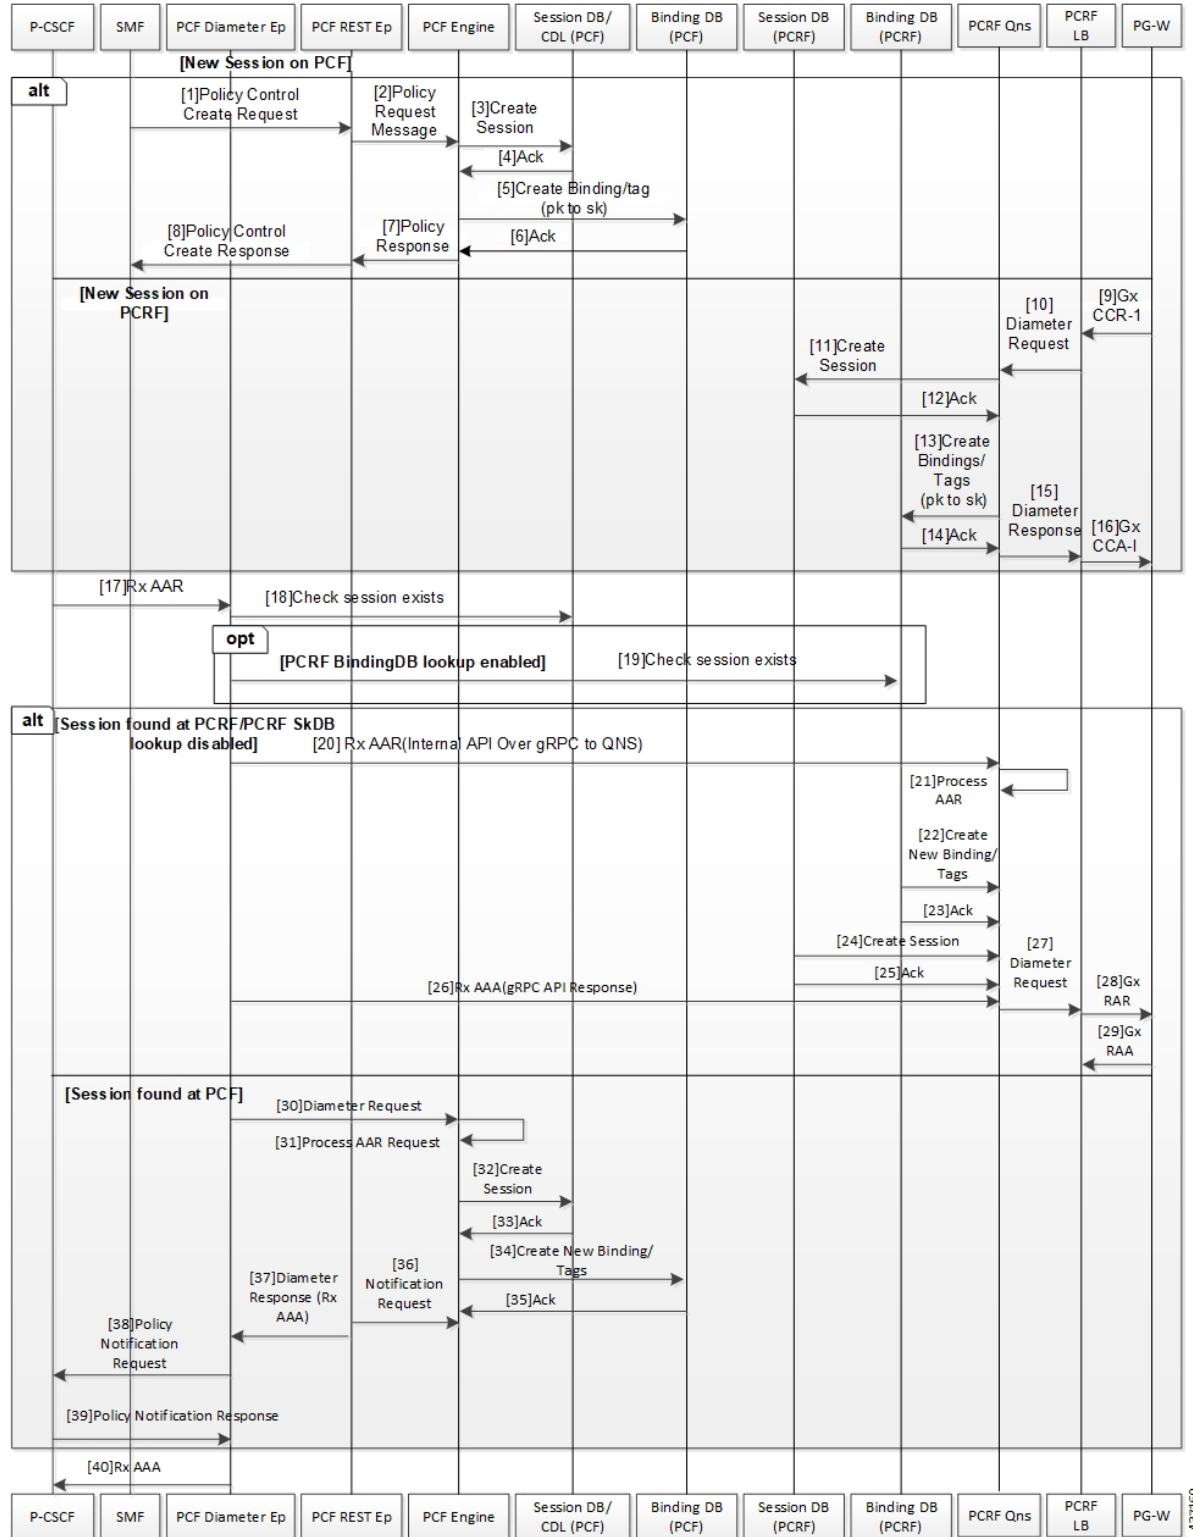 P-CSCF
SMF
PCF Diameter Ep
PCF REST Ep
PCF Engine
Session DB/
CDL (PCF)
Binding DB
(PCF)
Session DB
(PCRF)
Binding DB
(PCRF)
PCRF Qns
PCRF
LB
PG-W
[New Session on PCF]
alt
[1]Policy Control
Create Request
[2]Policy
Request
Message
[3]Create
Session
[4]Ack
[5]Create Binding/tag
(pk to sk)
[6]Ack
[7]Policy
Response
[8]Policy Control
Create Response
[New Session on
PCRF]
[9]Gx
CCR-1
[10]
Diameter
Request
[11]Create
Session
[12]Ack
[13]Create
Bindings/
Tags
(pk to sk)
[14]Ack
[15]
Diameter
Response
[16]Gx
CCA-I
[17]Rx AAR
[18]Check session exists
opt
[PCRF BindingDB lookup enabled]
[19]Check session exists
alt
[Session found at PCRF/PCRF SkDB
lookup disabled]
[20] Rx AAR(Internal API Over gRPC to QNS)
[21]Process
AAR
[22]Create
New Binding/
Tags
[23]Ack
[24]Create Session
[25]Ack
[26]Rx AAA(gRPC API Response)
[27]
Diameter
Request
[28]Gx
RAR
[29]Gx
RAA
[Session found at PCF]
[30]Diameter Request
[31]Process AAR Request
[32]Create
Session
[33]Ack
[34]Create New Binding/
Tags
[35]Ack
[36]
Notification
Request
[37]Diameter
Response (Rx
AAA)
[38]Policy
Notification
Request
[39]Policy Notification Response
[40]Rx AAA
P-CSCF
SMF
PCF Diameter Ep
PCF REST Ep
PCF Engine
Session DB/
CDL (PCF)
Binding DB
(PCF)
Session DB
(PCRF)
Binding DB
(PCRF)
PCRF Qns
PCRF
LB
PG-W